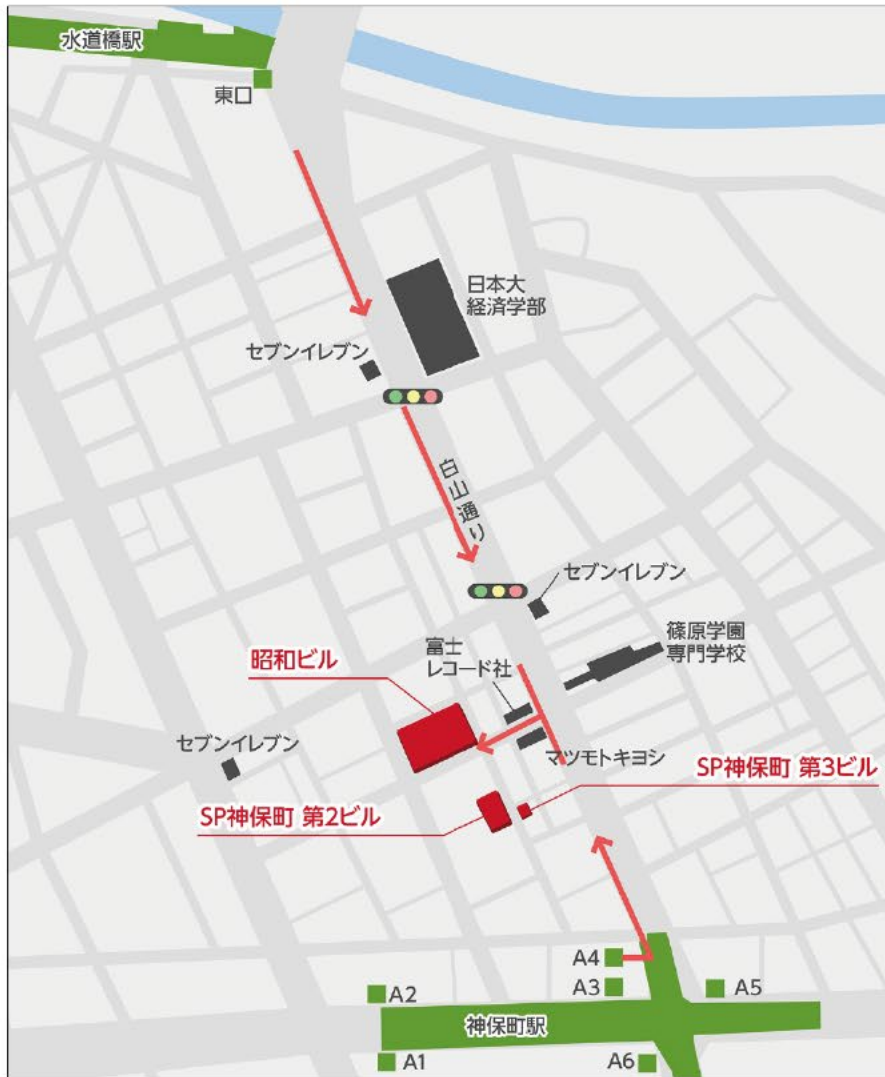 水道橋駅
東口
日本大
経済学部
セブンイレブン
白山通り
セブンイレブン
篠原学園
専門学校
富士
レコード社
昭和ビル
セブンイレブン
マツモトキヨシ
SP神保町 第3ビル
SP神保町 第2ビル
A4
A3
A5
A2
神保町駅
A1
A6